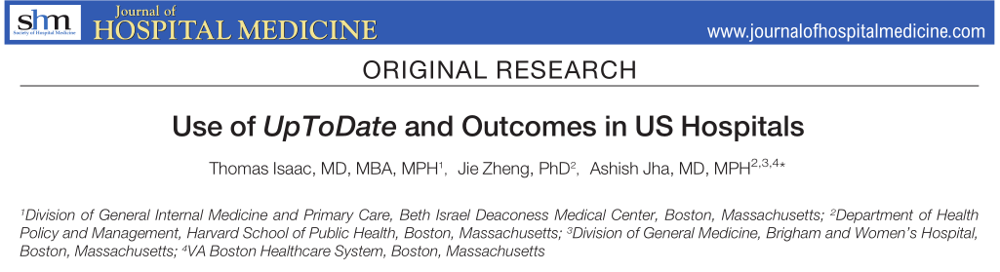 shm
Society of Hospital Medicine
Journal of
HOSPITAL MEDICINE
www.journalofhospitalmedicine.com
ORIGINAL RESEARCH
Use of UpToDate and Outcomes in US Hospitals
Thomas Isaac, MD, MBA, MPH¹, Jie Zheng, PhD², Ashish Jha, MD, MPH²,³,⁴*
¹Division of General Internal Medicine and Primary Care, Beth Israel Deaconess Medical Center, Boston, Massachusetts; ²Department of Health
Policy and Management, Harvard School of Public Health, Boston, Massachusetts; ³Division of General Medicine, Brigham and Women's Hospital,
Boston, Massachusetts; ⁴VA Boston Healthcare System, Boston, Massachusetts